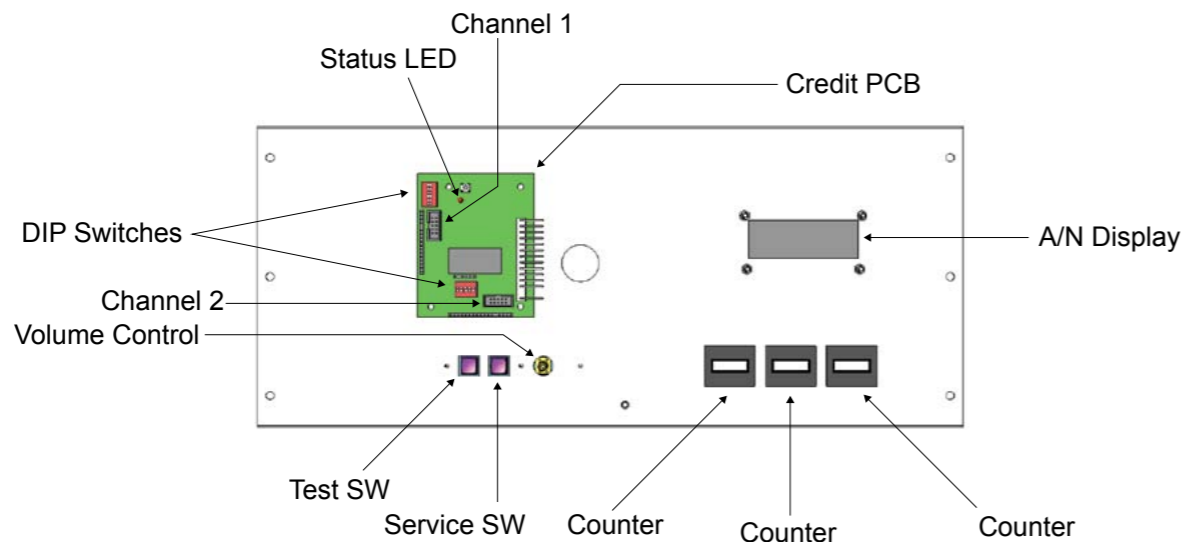 Channel 1
Status LED
Credit PCB
DIP Switches
A/N Display
Channel 2
Volume Control
Test SW
Service SW
Counter
Counter
Counter